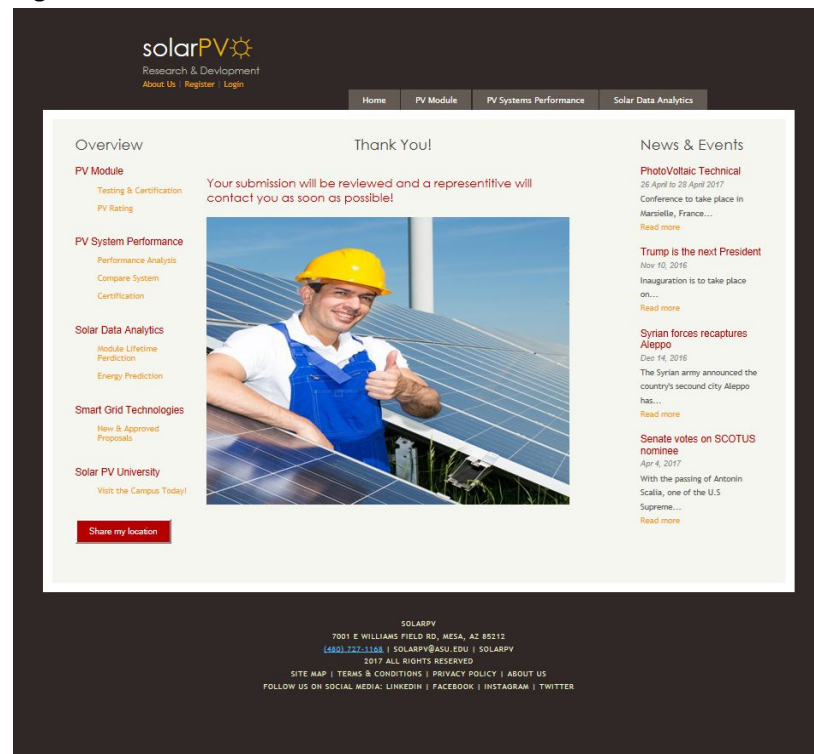 solarPV
Research & Devlopment
About Us | Register | Login
Home PV Module PV Systems Performance Solar Data Analytics
Overview
PV Module
Testing & Certification
PV Rating
PV System Performance
Performance Analysis
Compare System
Certification
Solar Data Analytics
Module Lifetime
Perdiction
Energy Prediction
Smart Grid Technologies
New & Approved
Proposals
Solar PV University
Visit the Campus Today!
Share my location
Thank You!
Your submission will be reviewed and a represenititive will
contact you as soon as possible!
News & Events
PhotoVoltaic Technical
26 April to 28 April 2017
Conference to take place in
Marsielle, France...
Read more
Trump is the next President
Nov 10, 2016
Inauguration is to take place
on...
Read more
Syrian forces recaptures
Aleppo
Dec 14, 2016
The Syrian army announced the
country's secound city Aleppo
has...
Read more
Senate votes on SCOTUS
nominee
Apr 4, 2017
With the passing of Antonin
Scalia, one of the U.S
Supreme...
Read more
SOLARPV
7001 E WILLIAMS FIELD RD, MESA, AZ 85212
(480) 727-1168 | SOLARPV@ASU.EDU | SOLARPV
2017 ALL RIGHTS RESERVED
SITE MAP | TERMS & CONDITIONS | PRIVACY POLICY | ABOUT US
FOLLOW US ON SOCIAL MEDIA: LINKEDIN | FACEBOOK | INSTAGRAM | TWITTER